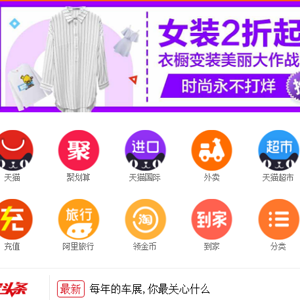 女装2折起
衣橱变装美丽大作战
时尚永不打烊
聚 进口 超市
天猫 聚划算 天猫国际 外卖 天猫超市
充 旅行 淘 到家
充值 阿里旅行 领金币 到家 分类
头条 最新 每年的车展,你最关心什么